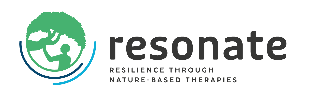 resonate
RESILIENCE THROUGH
NATURE-BASED THERAPIES